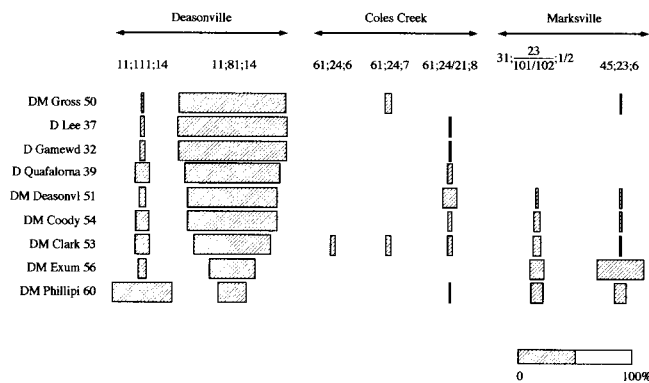 Deasonville Coles Creek Marksville
11;111;14 11;81;14 61;24;6 61;24;7 61;24/21;8 31;23/101/102;1/2 45;23;6
DM Gross 50
D Lee 37
D Gamewd 32
D Quafalorna 39
DM Deasonvl 51
DM Coody 54
DM Clark 53
DM Exum 56
DM Phillipi 60
0 100%